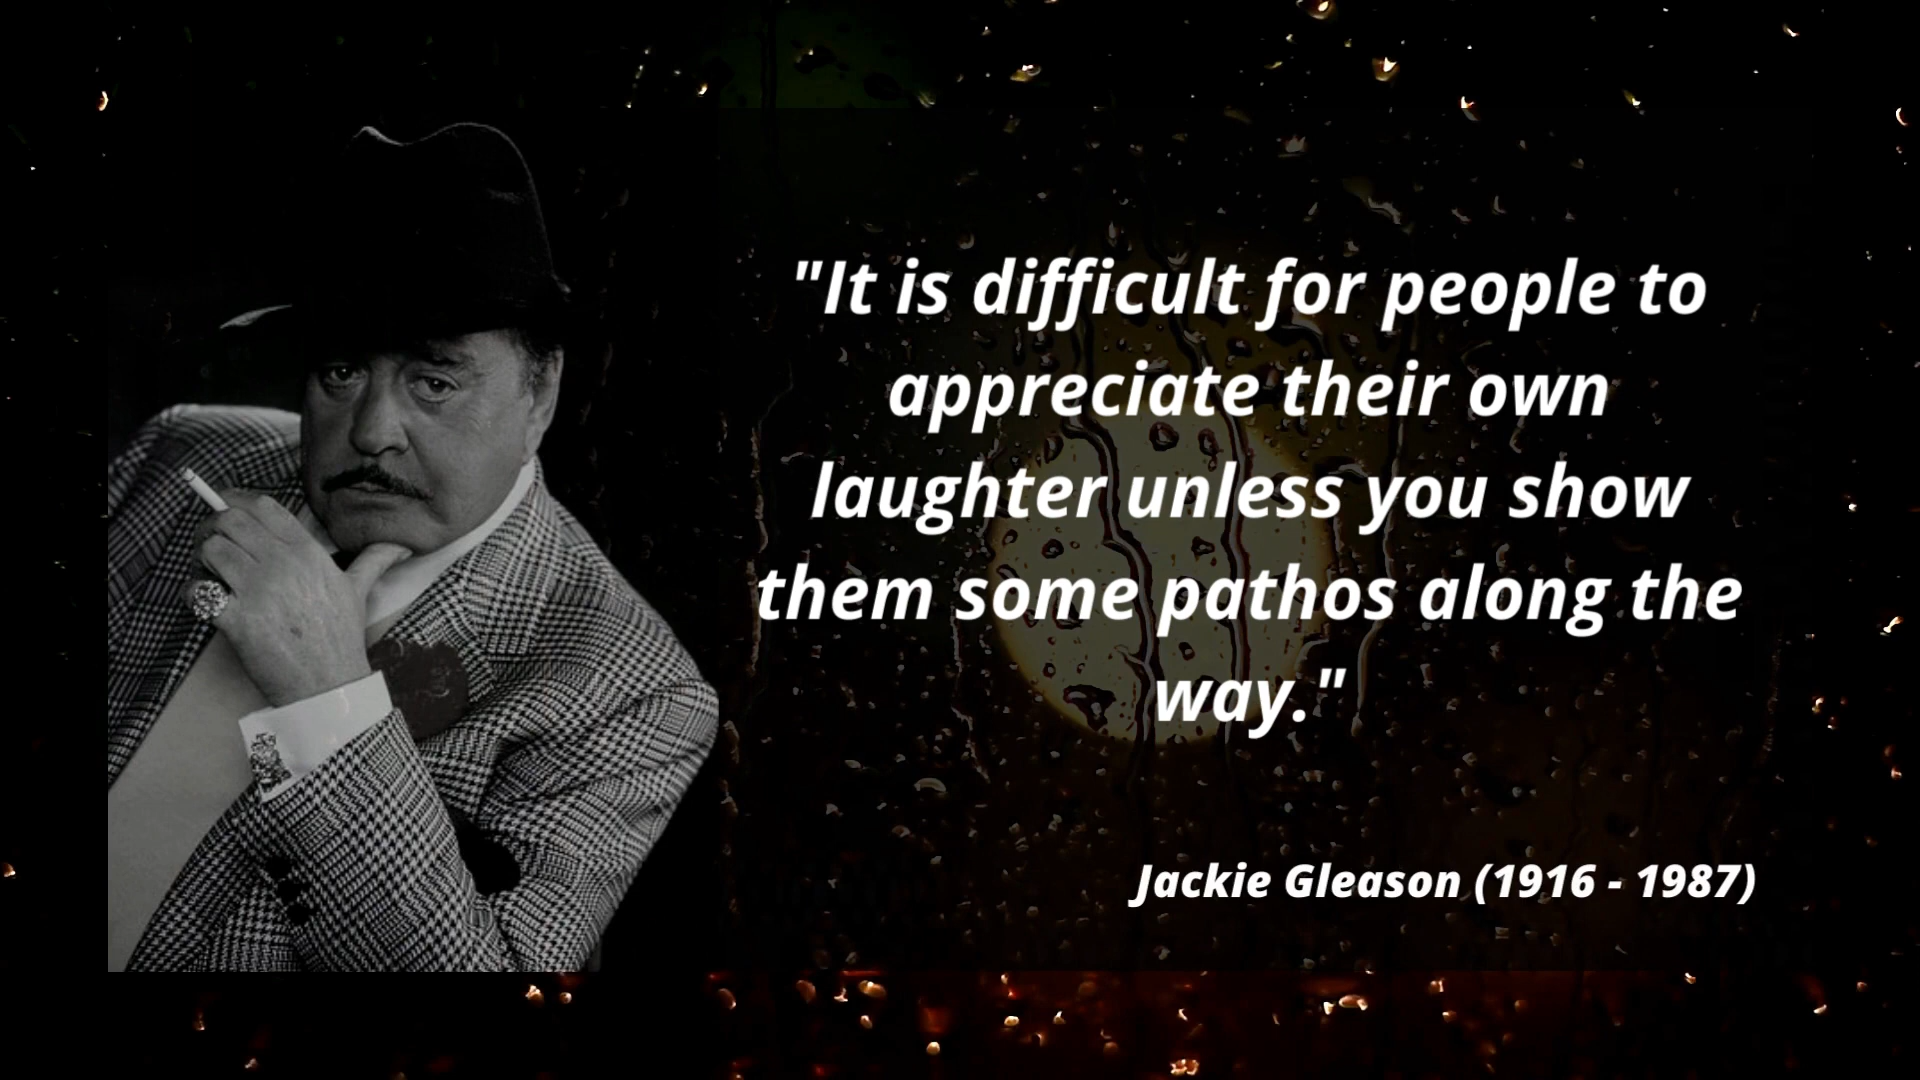 "It is difficult for people to
appreciate their own
laughter unless you show
them some pathos along the
way."
Jackie Gleason (1916 - 1987)